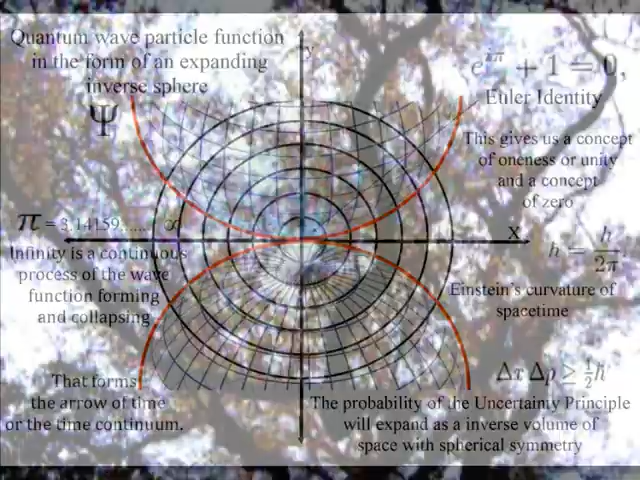 Quantum wave particle function
in the form of an expanding
inverse sphere
Ψ
y
e^{iπ} + 1 = 0,
Euler Identity
This gives us a concept
of oneness or unity
and a concept
of zero
π = 3.14159...... ∞
Infinity is a continuous
process of the wave
function forming
and collapsing
X
ħ = h/2π
Einstein's curvature of
spacetime
That forms
the arrow of time
or the time continuum.
Δx Δp ≥ ½ħ
The probability of the Uncertainty Principle
will expand as a inverse volume of
space with spherical symmetry